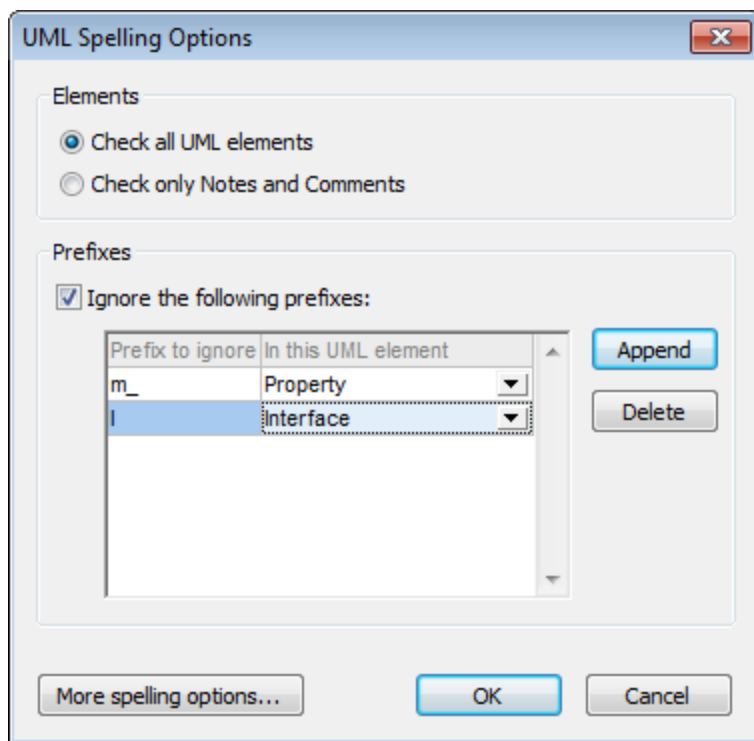 UML Spelling Options
Elements
Check all UML elements
Check only Notes and Comments
Prefixes
Ignore the following prefixes:
Prefix to ignore In this UML element
m_ Property
I Interface
Append
Delete
More spelling options... OK Cancel